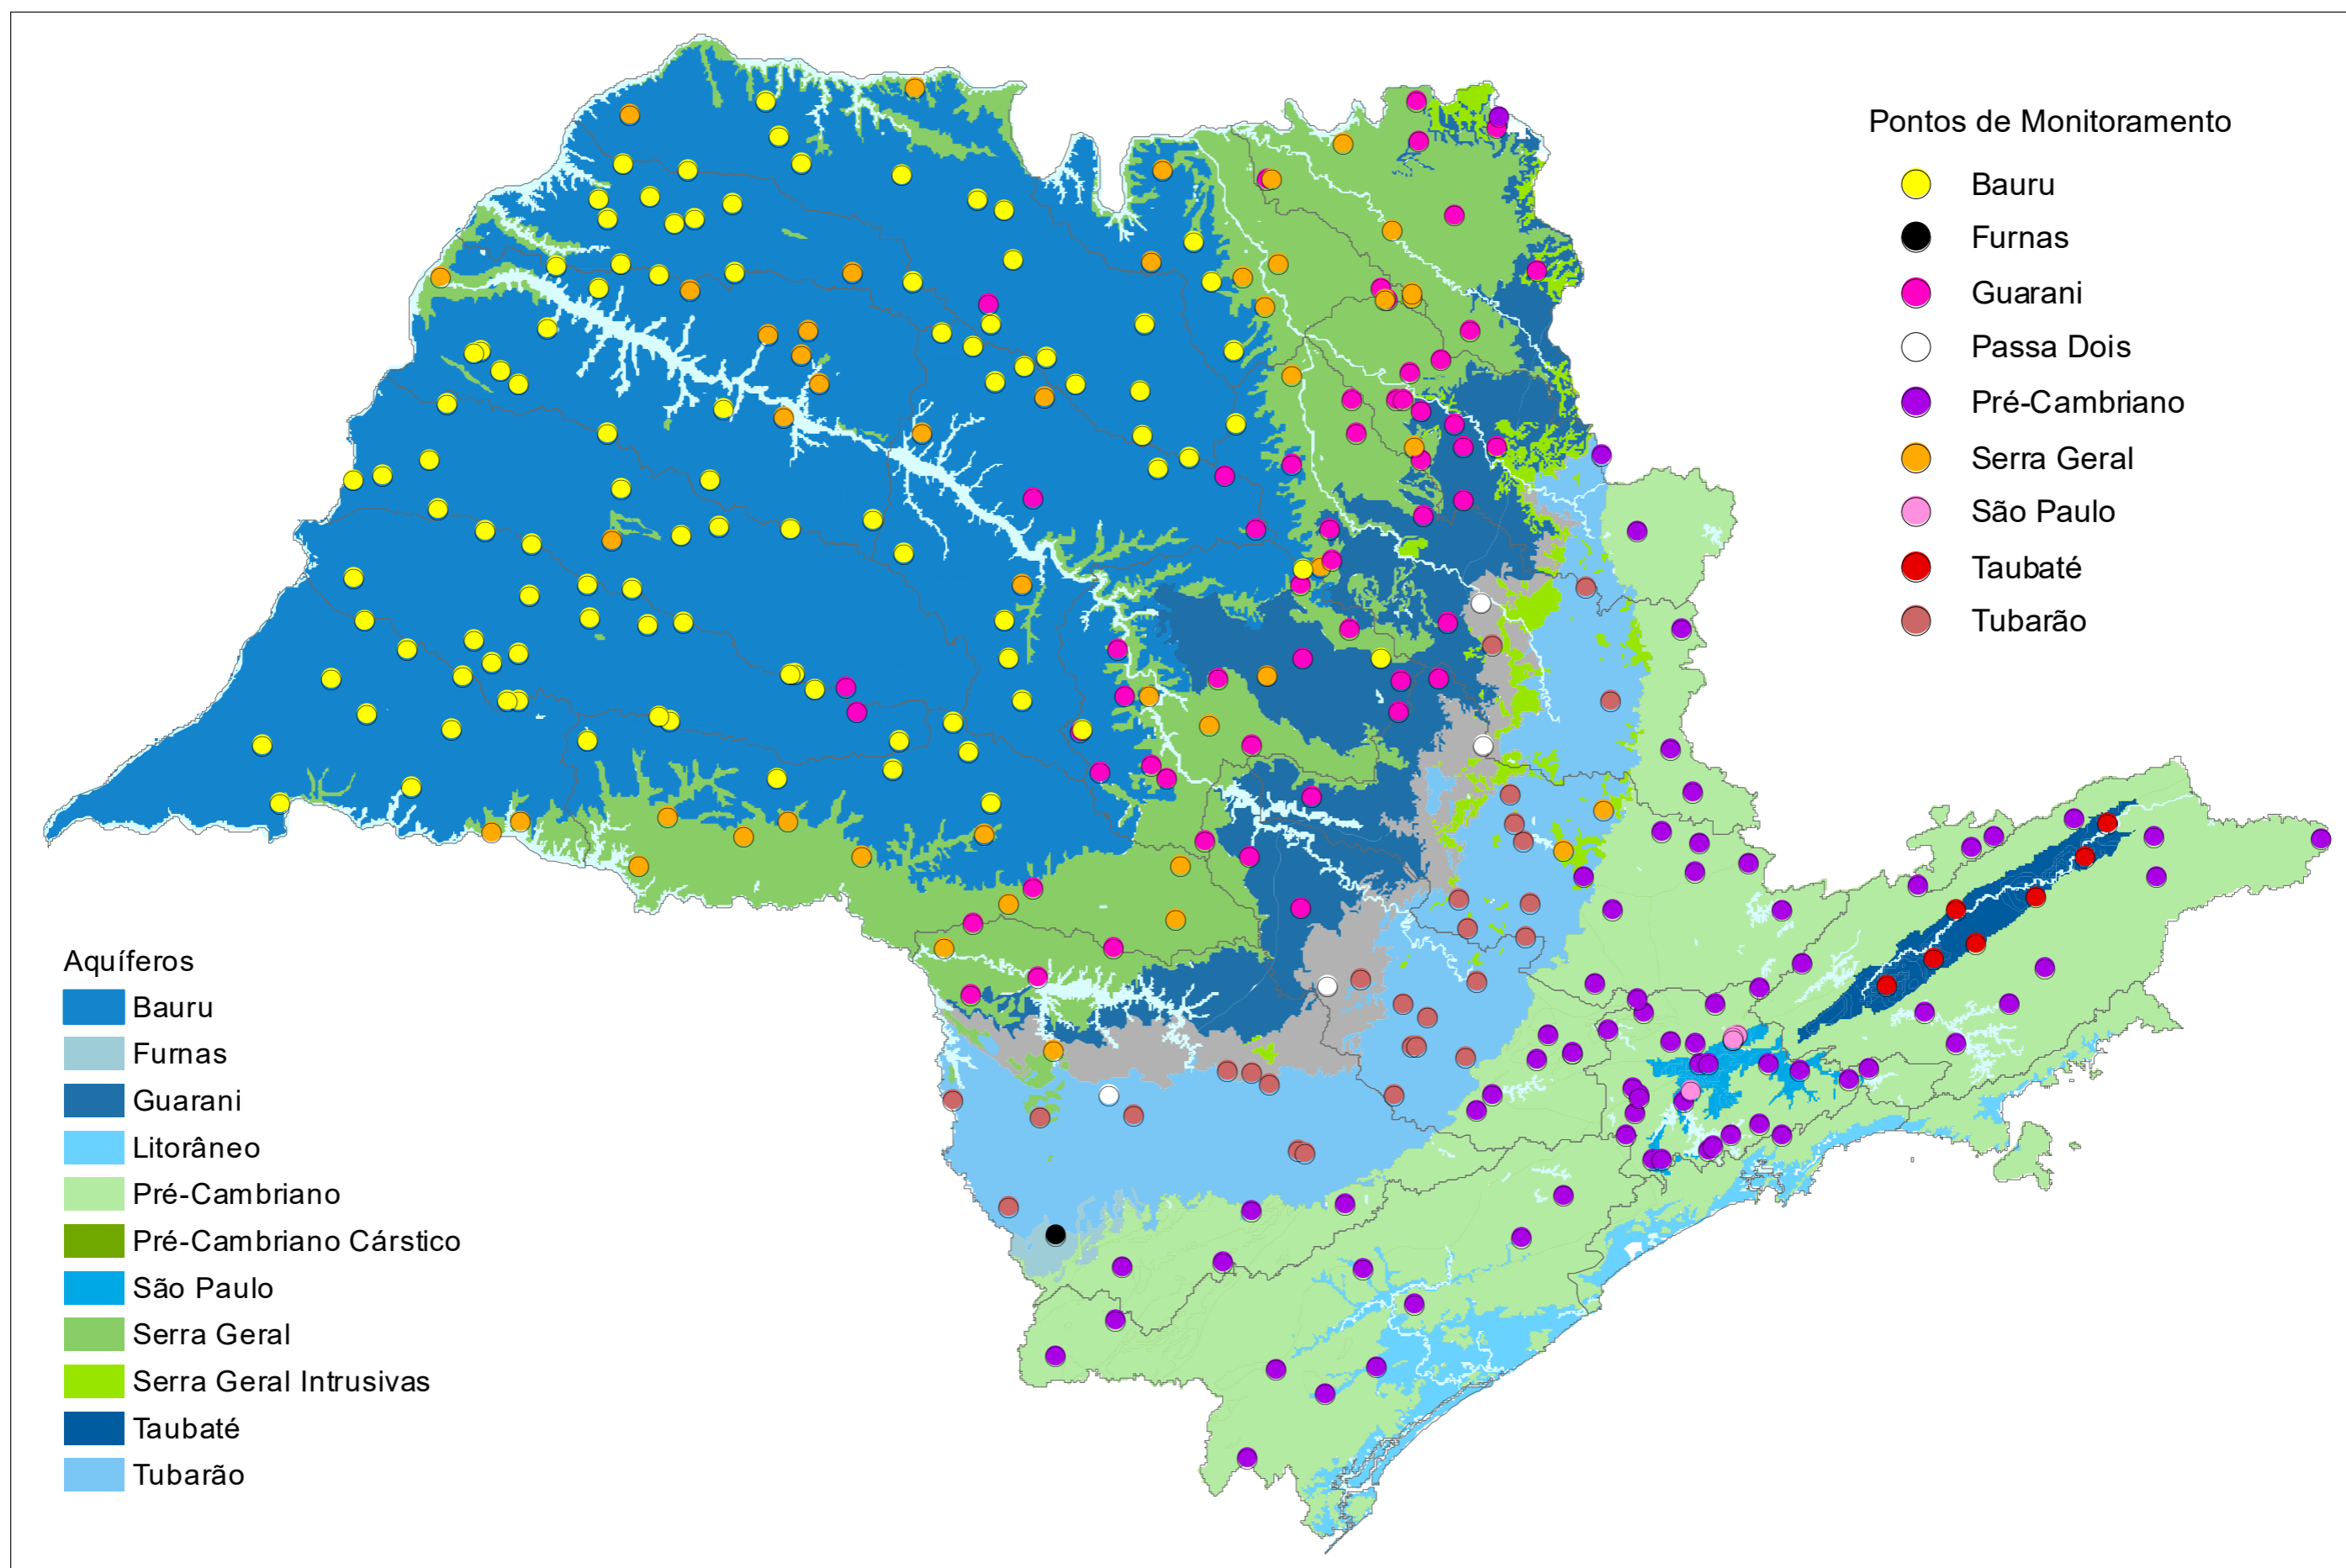 Pontos de Monitoramento
Bauru
Furnas
Guarani
Passa Dois
Pré-Cambriano
Serra Geral
São Paulo
Taubaté
Tubarão
Aquíferos
Bauru
Furnas
Guarani
Litorâneo
Pré-Cambriano
Pré-Cambriano Cárstico
São Paulo
Serra Geral
Serra Geral Intrusivas
Taubaté
Tubarão